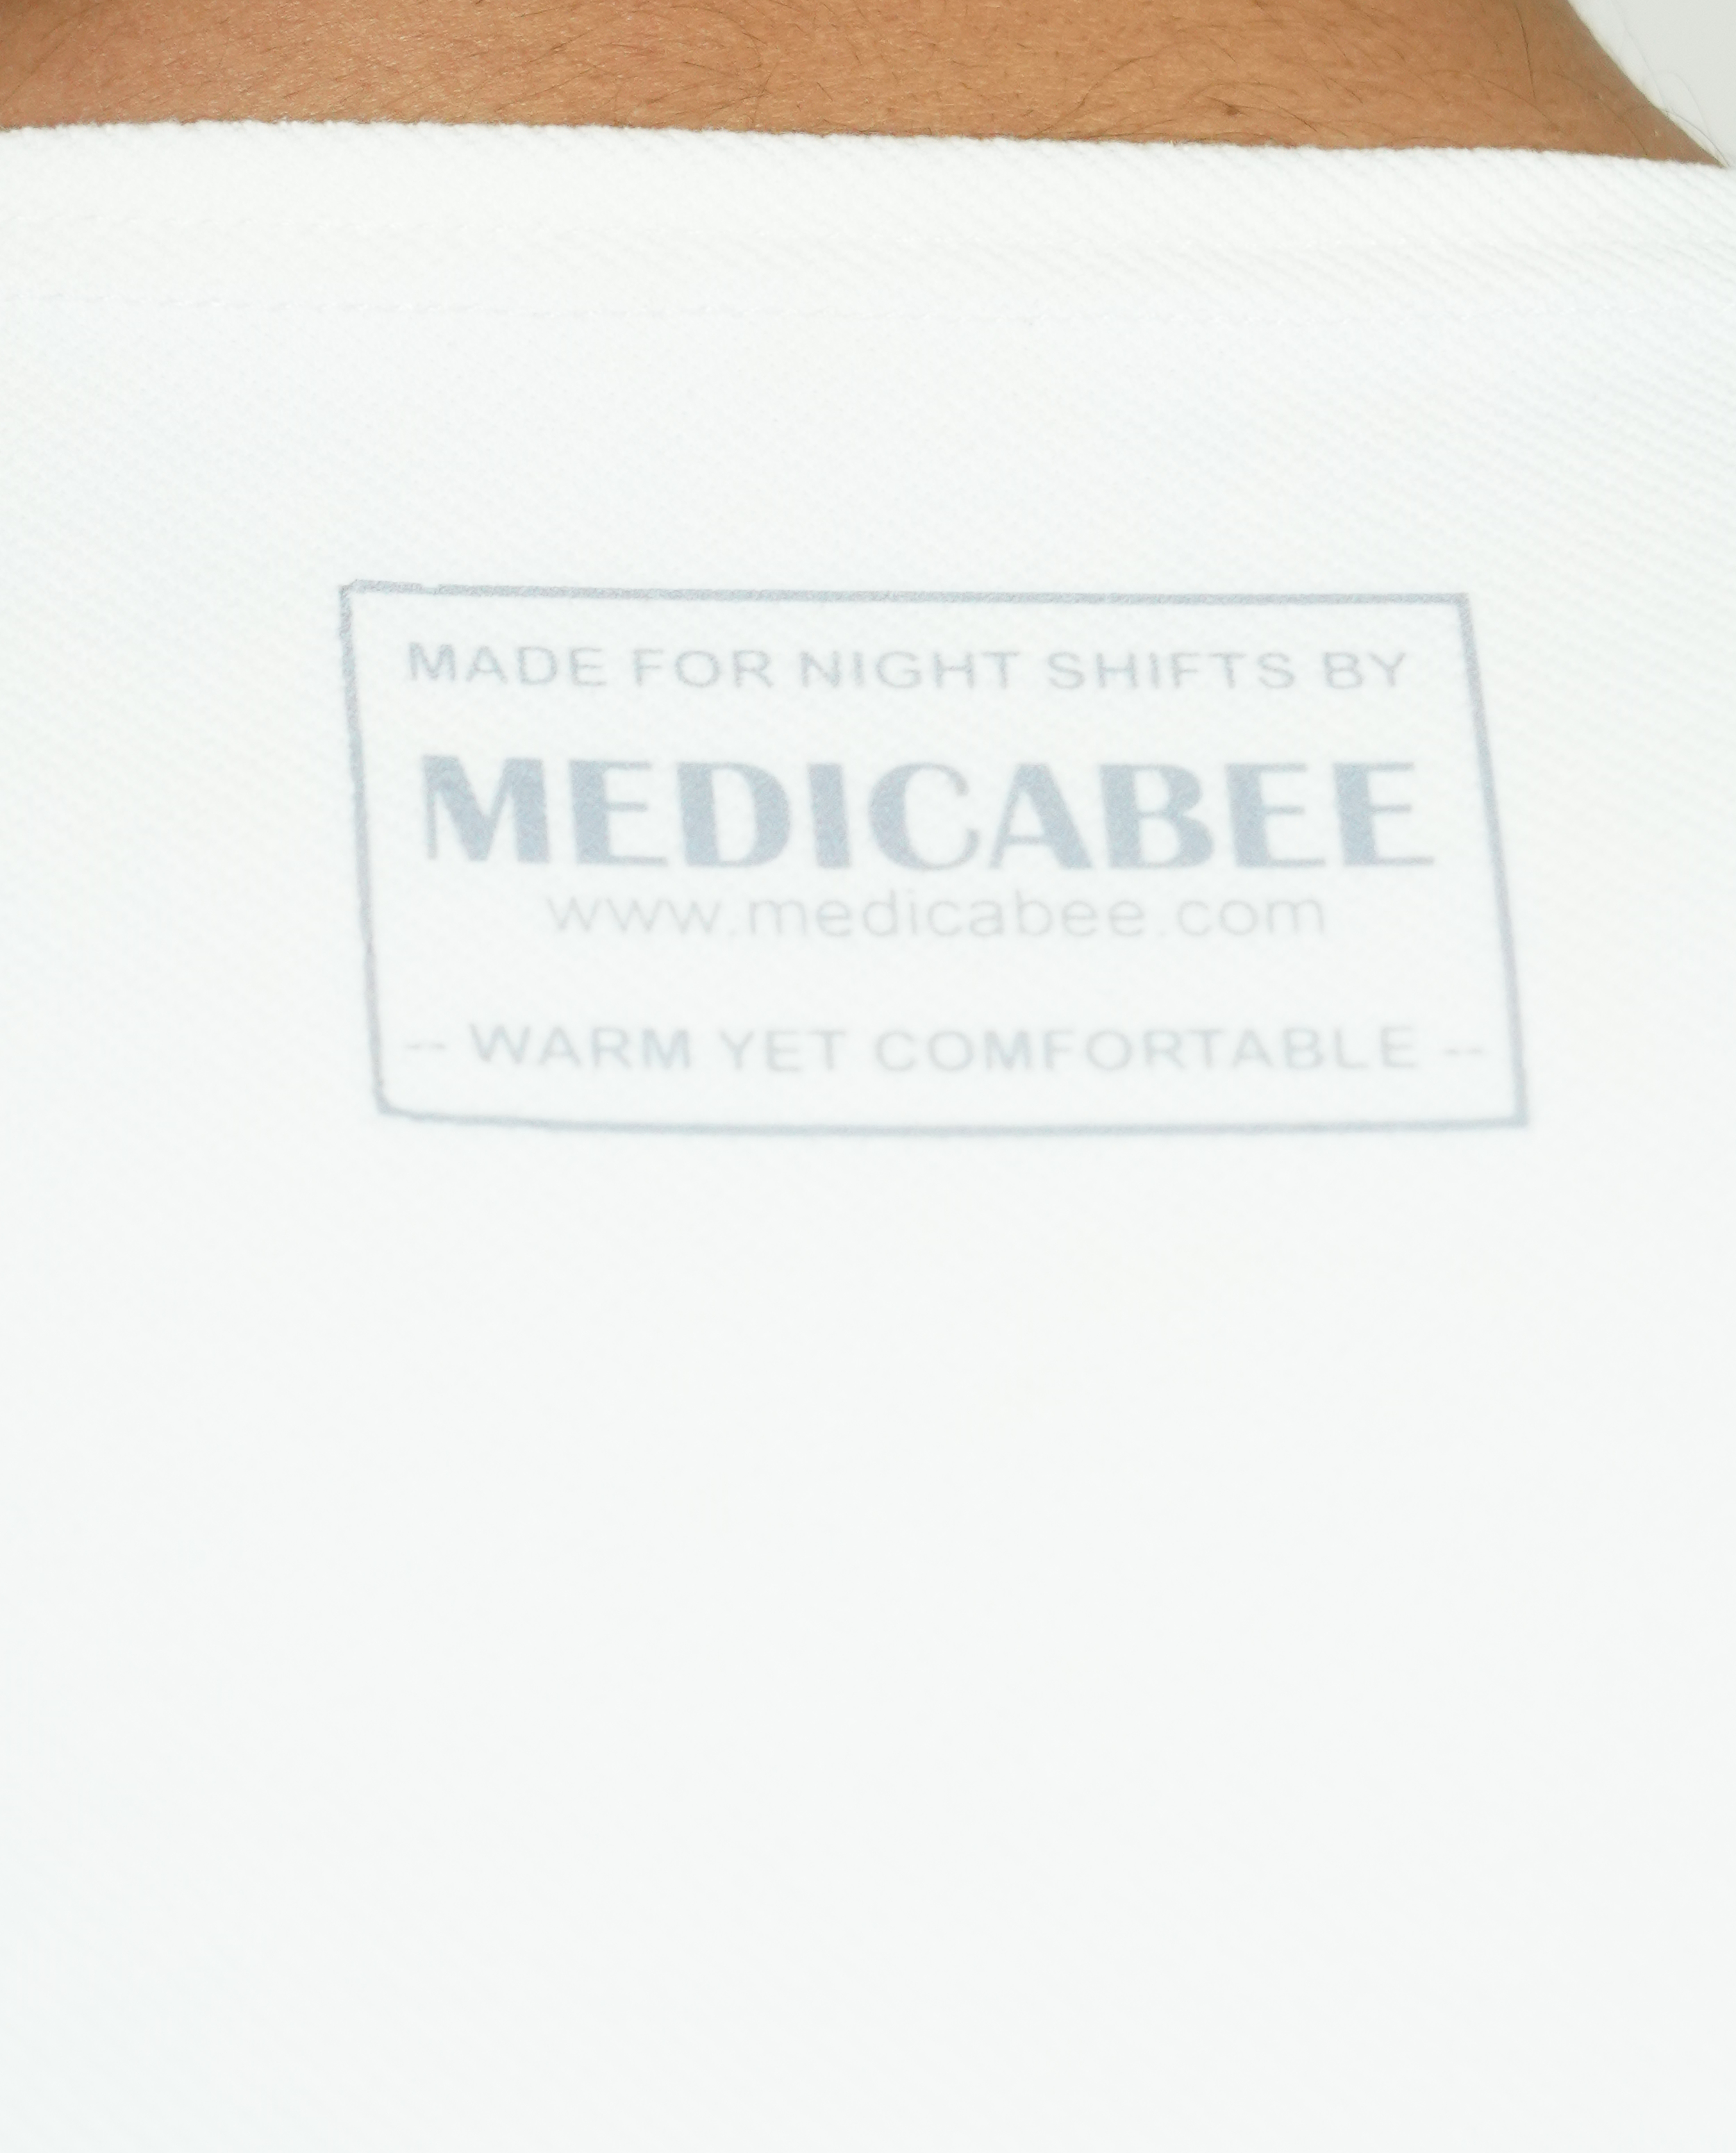 MADE FOR NIGHT SHIFTS BY
MEDICABEE
www.medicabee.com
-- WARM YET COMFORTABLE --